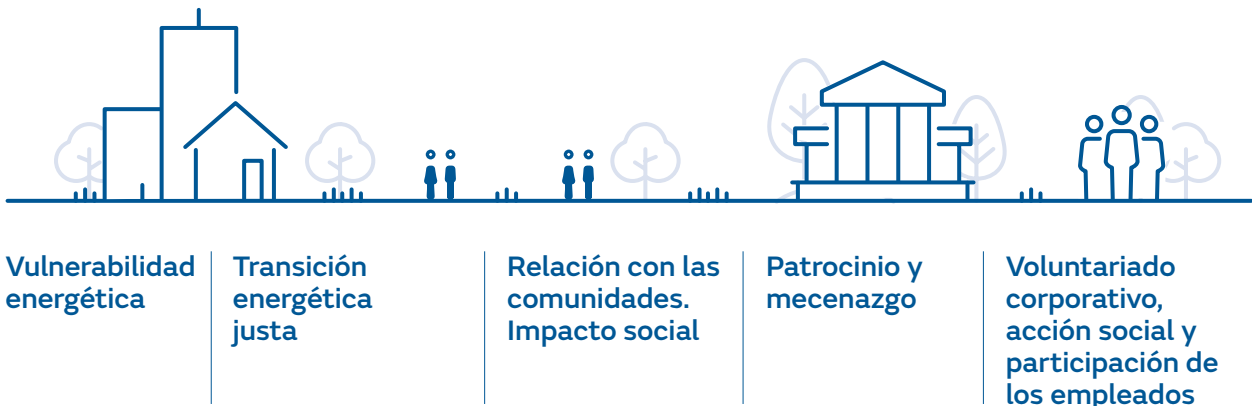 Vulnerabilidad
energética
Transición
energética
justa
Relación con las
comunidades.
Impacto social
Patrocinio y
mecenazgo
Voluntariado
corporativo,
acción social y
participación de
los empleados